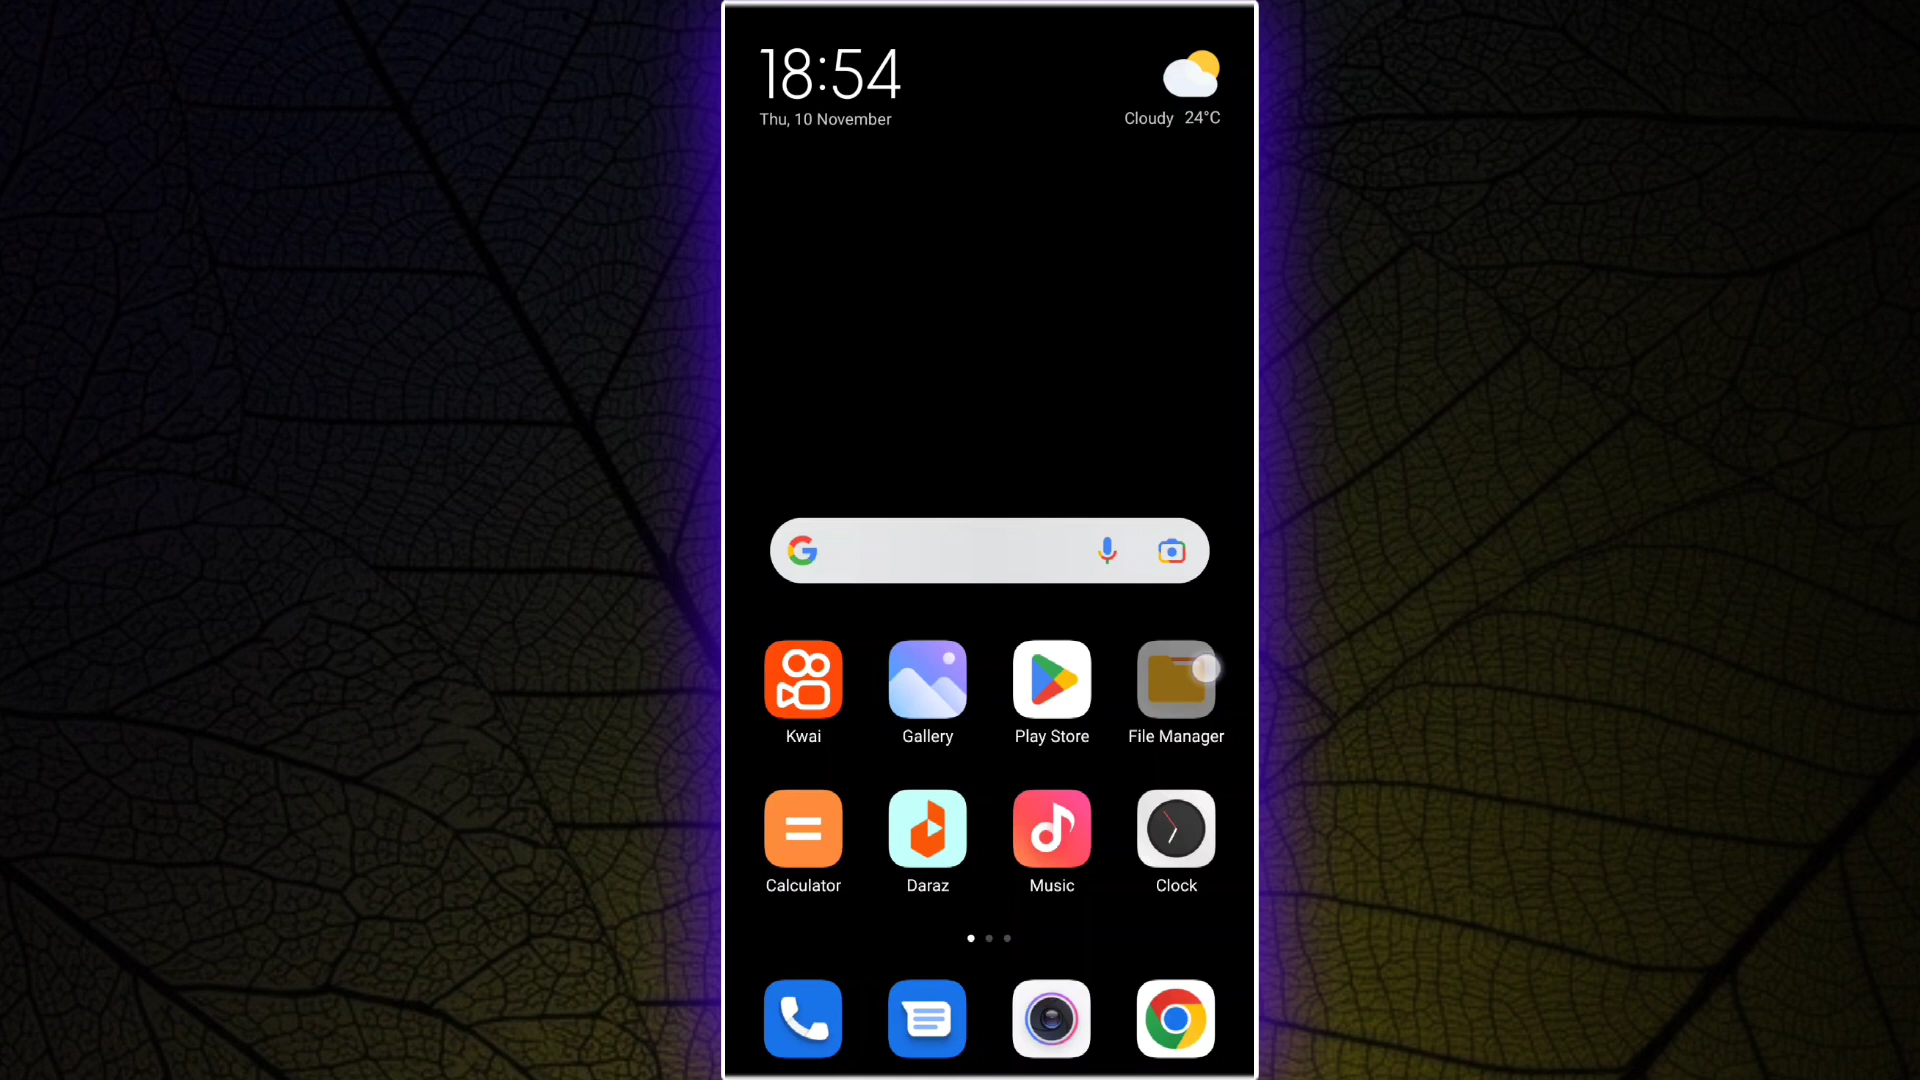 18:54
Thu, 10 November
Cloudy 24°C
Kwai
Gallery
Play Store
File Manager
Calculator
Daraz
Music
Clock